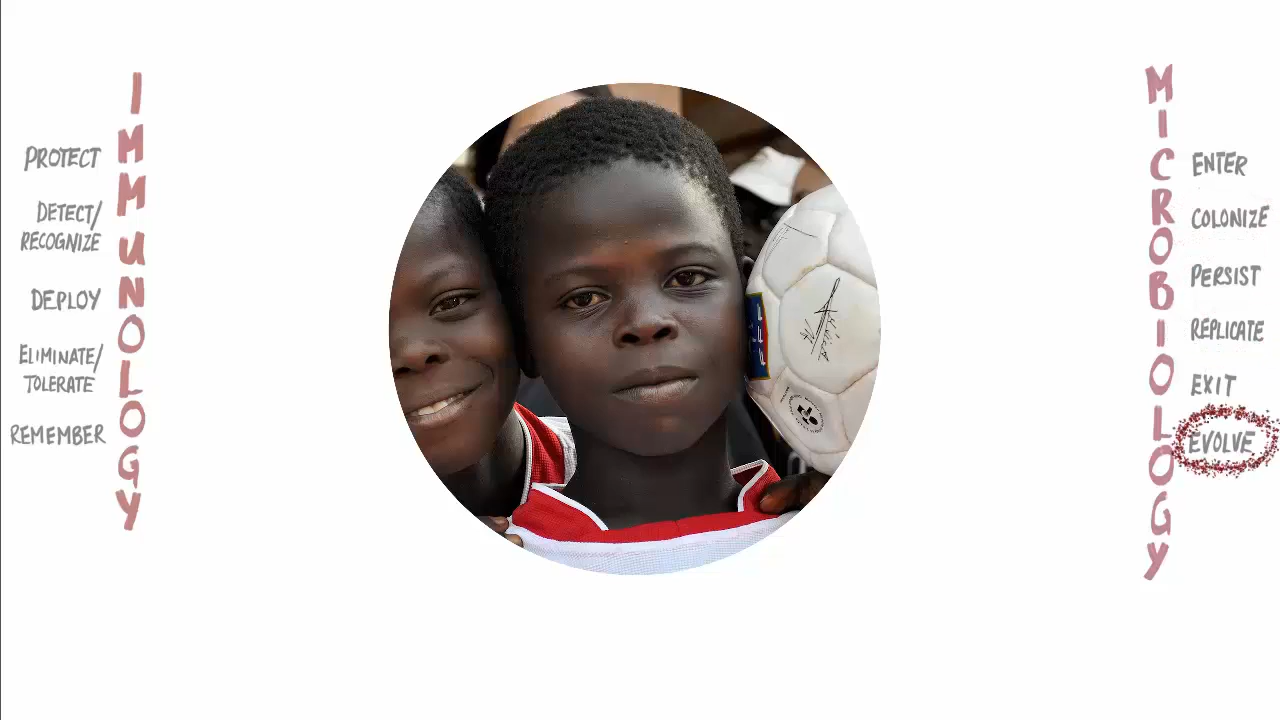 IMMUNOLOGY
PROTECT
DETECT/
RECOGNIZE
DEPLOY
ELIMINATE/
TOLERATE
REMEMBER
MICROBIOLOGY
ENTER
COLONIZE
PERSIST
REPLICATE
EXIT
EVOLVE